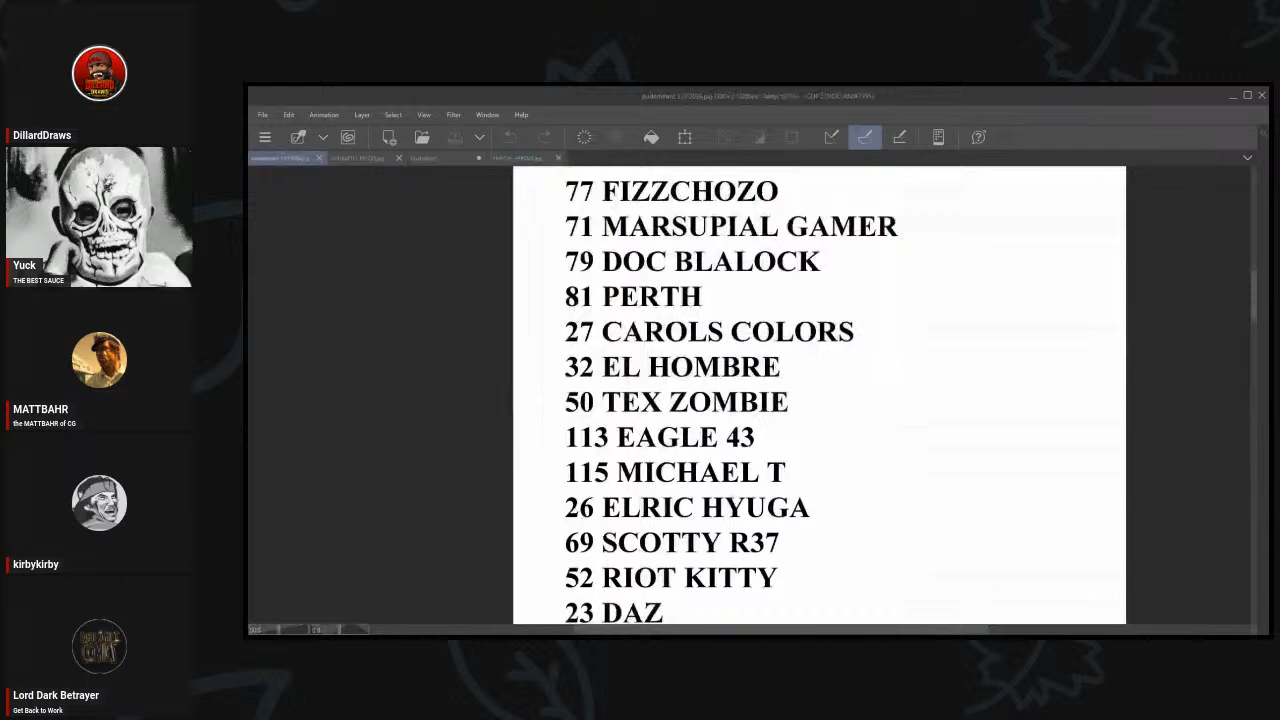 DillardDraws
Yuck
THE BEST SAUCE
MATTBAHR
the MATTBAHR of CG
kirbykirby
Lord Dark Betrayer
Get Back to Work
File Edit Animation Layer Select View Filter Window Help
77 FIZZCHOZO
71 MARSUPIAL GAMER
79 DOC BLALOCK
81 PERTH
27 CAROLS COLORS
32 EL HOMBRE
50 TEX ZOMBIE
113 EAGLE 43
115 MICHAEL T
26 ELRIC HYUGA
69 SCOTTY R37
52 RIOT KITTY
23 DAZ